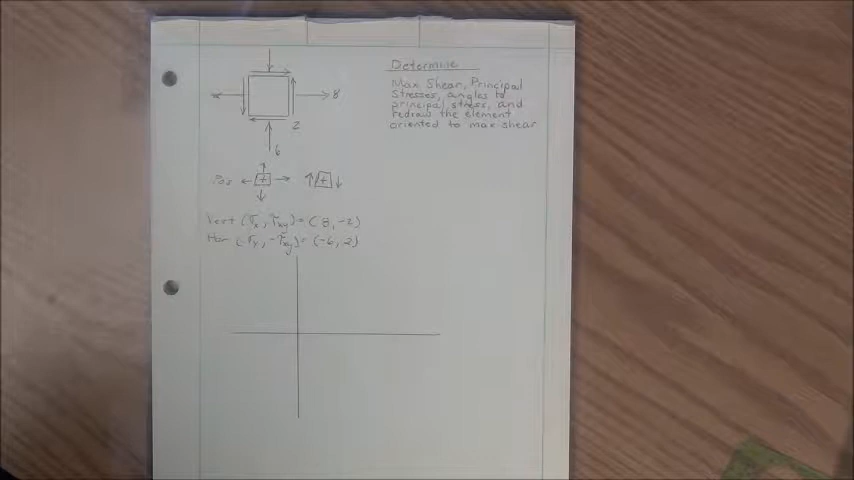 Determine
Max Shear, Principal
Stresses, angles to
principal stress, and
redraw the element
oriented to max shear
8
2
6
Pos
+ +
Vert (σx, τxy) = (8, -2)
Hor (-σy, -τxy) = (-6, 2)